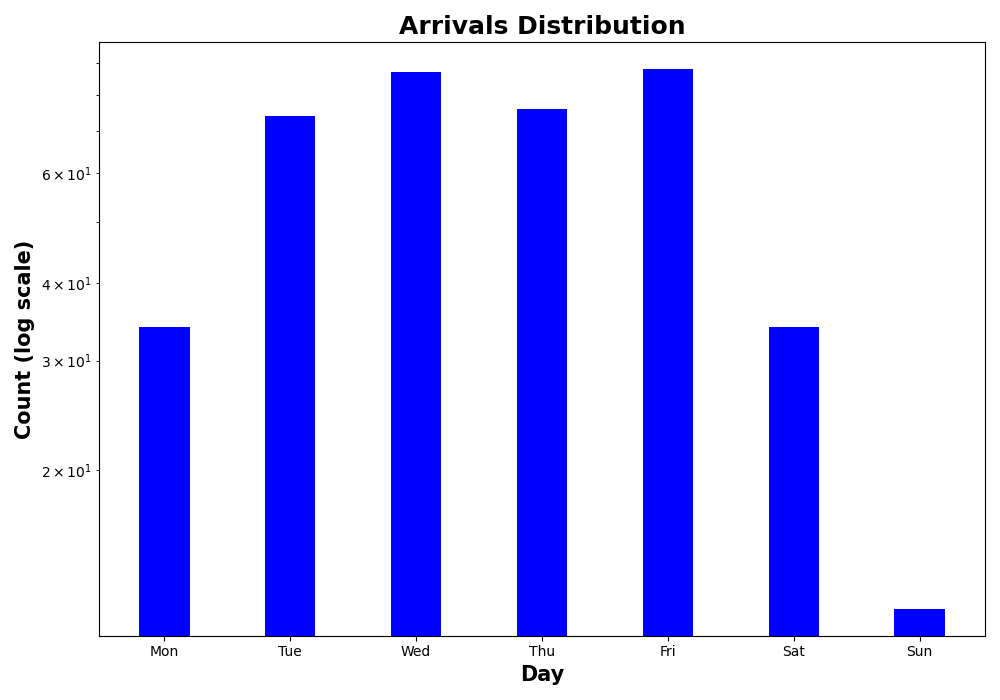 Arrivals Distribution
Count (log scale)
6 × 10¹
4 × 10¹
3 × 10¹
2 × 10¹
Mon Tue Wed Thu Fri Sat Sun
Day